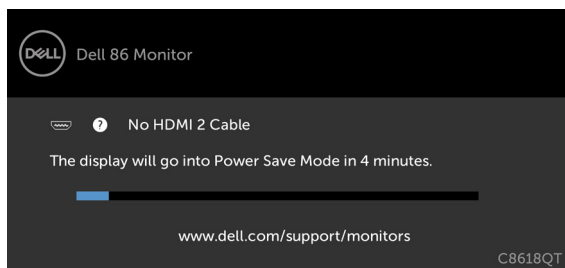 DELL Dell 86 Monitor
? No HDMI 2 Cable
The display will go into Power Save Mode in 4 minutes.
www.dell.com/support/monitors
C8618QT